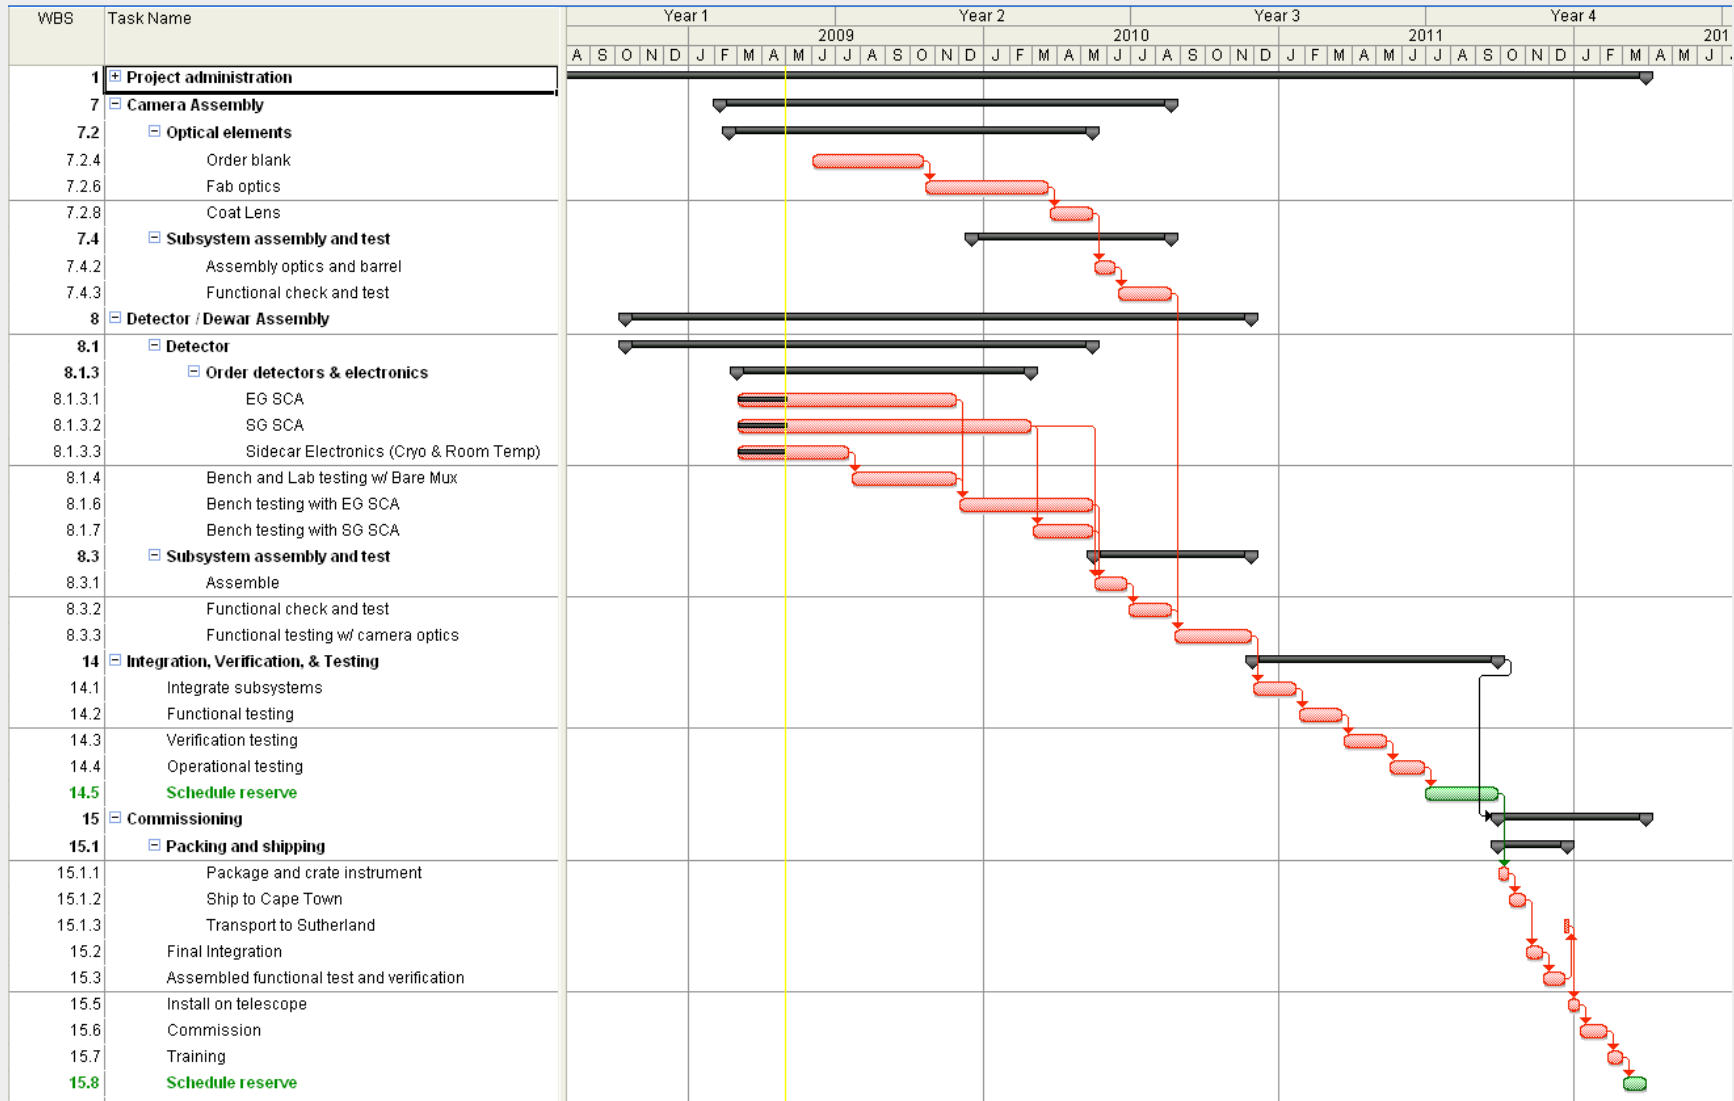 WBS Task Name Year 1 Year 2 Year 3 Year 4
2009 2010 2011 201
A S O N D J F M A M J J A S O N D J F M A M J J A S O N D J F M A M J J A S O N D J F M A M J
1 Project administration
7 Camera Assembly
7.2 Optical elements
7.2.4 Order blank
7.2.6 Fab optics
7.2.8 Coat Lens
7.4 Subsystem assembly and test
7.4.2 Assembly optics and barrel
7.4.3 Functional check and test
8 Detector / Dewar Assembly
8.1 Detector
8.1.3 Order detectors & electronics
8.1.3.1 EG SCA
8.1.3.2 SG SCA
8.1.3.3 Sidecar Electronics (Cryo & Room Temp)
8.1.4 Bench and Lab testing w/ Bare Mux
8.1.6 Bench testing with EG SCA
8.1.7 Bench testing with SG SCA
8.3 Subsystem assembly and test
8.3.1 Assemble
8.3.2 Functional check and test
8.3.3 Functional testing w/ camera optics
14 Integration, Verification, & Testing
14.1 Integrate subsystems
14.2 Functional testing
14.3 Verification testing
14.4 Operational testing
14.5 Schedule reserve
15 Commissioning
15.1 Packing and shipping
15.1.1 Package and crate instrument
15.1.2 Ship to Cape Town
15.1.3 Transport to Sutherland
15.2 Final Integration
15.3 Assembled functional test and verification
15.5 Install on telescope
15.6 Commission
15.7 Training
15.8 Schedule reserve